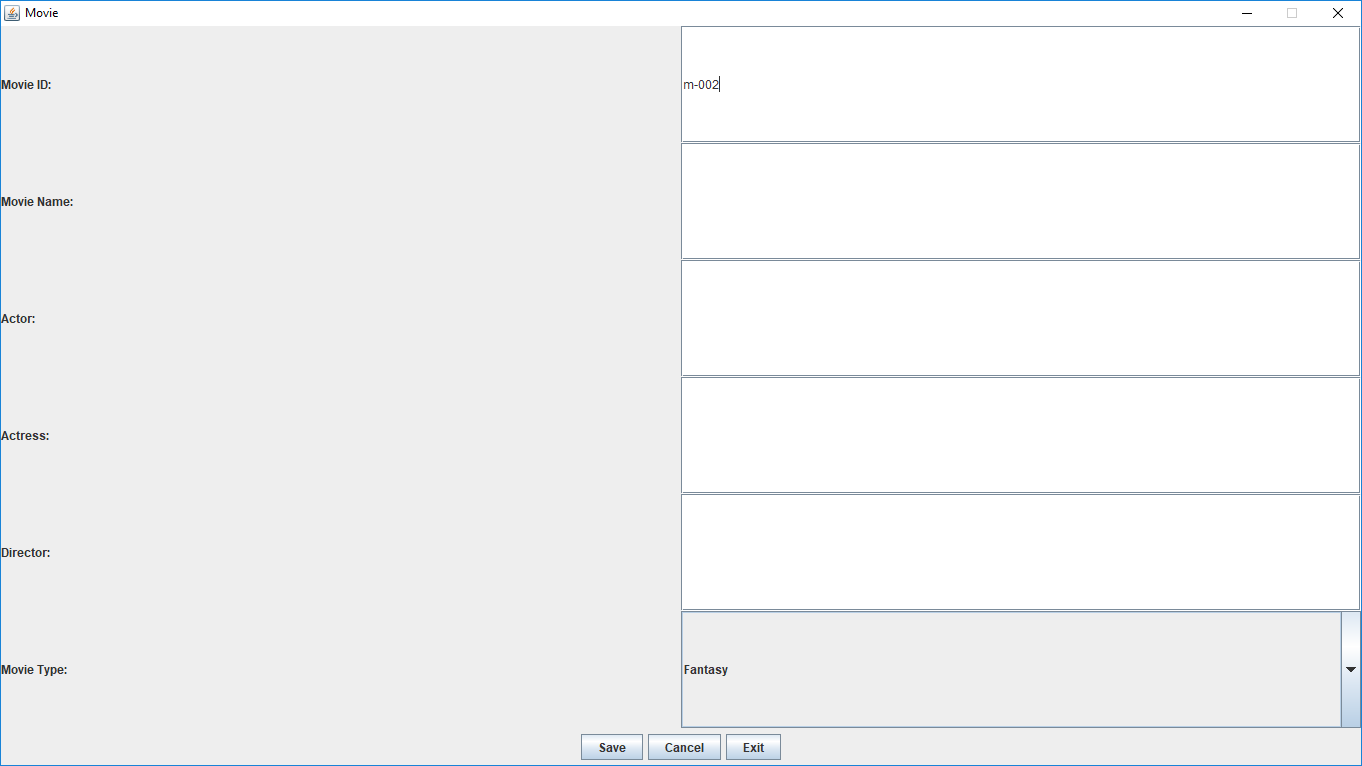 Movie
Movie ID:
m-002
Movie Name:
Actor:
Actress:
Director:
Movie Type:
Fantasy
Save
Cancel
Exit